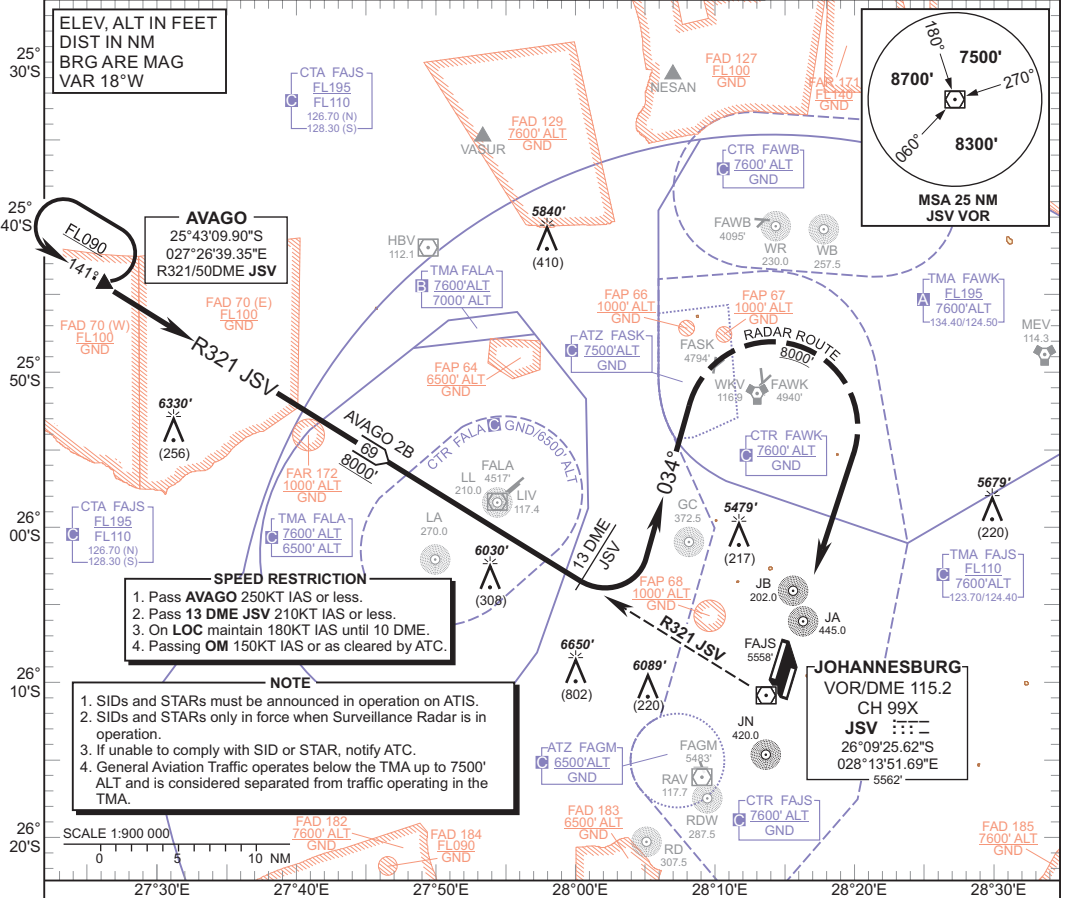 ELEV, ALT IN FEET
DIST IN NM
BRG ARE MAG
VAR 18°W
25°
30'S
25°
40'S
25°
50'S
26°
00'S
26°
10'S
26°
20'S
CTA FAJS
C
FL195
FL110
126.70 (N)
128.30 (S)
FAD 129
7600' ALT
GND
VASUR
FAD 127
FL100
GND
NESAN
FAR 171
FL140
GND
180°
7500'
8700'
270°
060°
8300'
MSA 25 NM
JSV VOR
CTR FAWB
C
7600' ALT
GND
FAWB
4095'
WR
230.0
WB
257.5
FL090
141°
AVAGO
25°43'09.90"S
027°26'39.35"E
R321/50DME JSV
HBV
112.1
5840'
(410)
TMA FALA
B
7600'ALT
7000' ALT
TMA FAWK
A
FL195
7600'ALT
134.40/124.50
MEV
114.3
FAD 70 (E)
FL100
GND
FAD 70 (W)
FL100
GND
FAP 66
1000' ALT
GND
FAP 67
1000' ALT
GND
ATZ FASK
C
7500'ALT
GND
FASK
4794'
RADAR ROUTE
8000'
WKV
116.9
FAWK
4940'
R321 JSV
FAP 64
6500' ALT
GND
6330'
(256)
AVAGO 2B
69
8000'
CTR FALA C GND/6500' ALT
FAR 172
1000' ALT
GND
CTR FAWK
C
7600' ALT
GND
034°
FALA
4517'
LL
210.0
LIV
117.4
LA
270.0
GC
372.5
5479'
(217)
5679'
(220)
CTA FAJS
C
FL195
FL110
126.70 (N)
128.30 (S)
TMA FALA
C
7600' ALT
6500' ALT
6030'
(308)
13 DME
JSV
TMA FAJS
C
FL110
7600'ALT
123.70/124.40
FAP 68
1000' ALT
GND
JB
202.0
JA
445.0
SPEED RESTRICTION
1. Pass AVAGO 250KT IAS or less.
2. Pass 13 DME JSV 210KT IAS or less.
3. On LOC maintain 180KT IAS until 10 DME.
4. Passing OM 150KT IAS or as cleared by ATC.
R321 JSV
FAJS
5558'
6650'
(802)
6089'
(220)
JOHANNESBURG
VOR/DME 115.2
CH 99X
JSV
26°09'25.62"S
028°13'51.69"E
5562'
NOTE
1. SIDs and STARs must be announced in operation on ATIS.
2. SIDs and STARs only in force when Surveillance Radar is in
operation.
3. If unable to comply with SID or STAR, notify ATC.
4. General Aviation Traffic operates below the TMA up to 7500'
ALT and is considered separated from traffic operating in the
TMA.
JN
420.0
ATZ FAGM
C
6500'ALT
GND
FAGM
5483'
RAV
117.7
RDW
287.5
RD
307.5
CTR FAJS
C
7600' ALT
GND
FAD 182
7600' ALT
GND
FAD 184
FL090
GND
FAD 183
6500' ALT
GND
FAD 185
7600' ALT
GND
SCALE 1:900 000
0 5 10 NM
27°30' 27°40' 27°50' 28°00' 28°10' 28°20' 28°30'